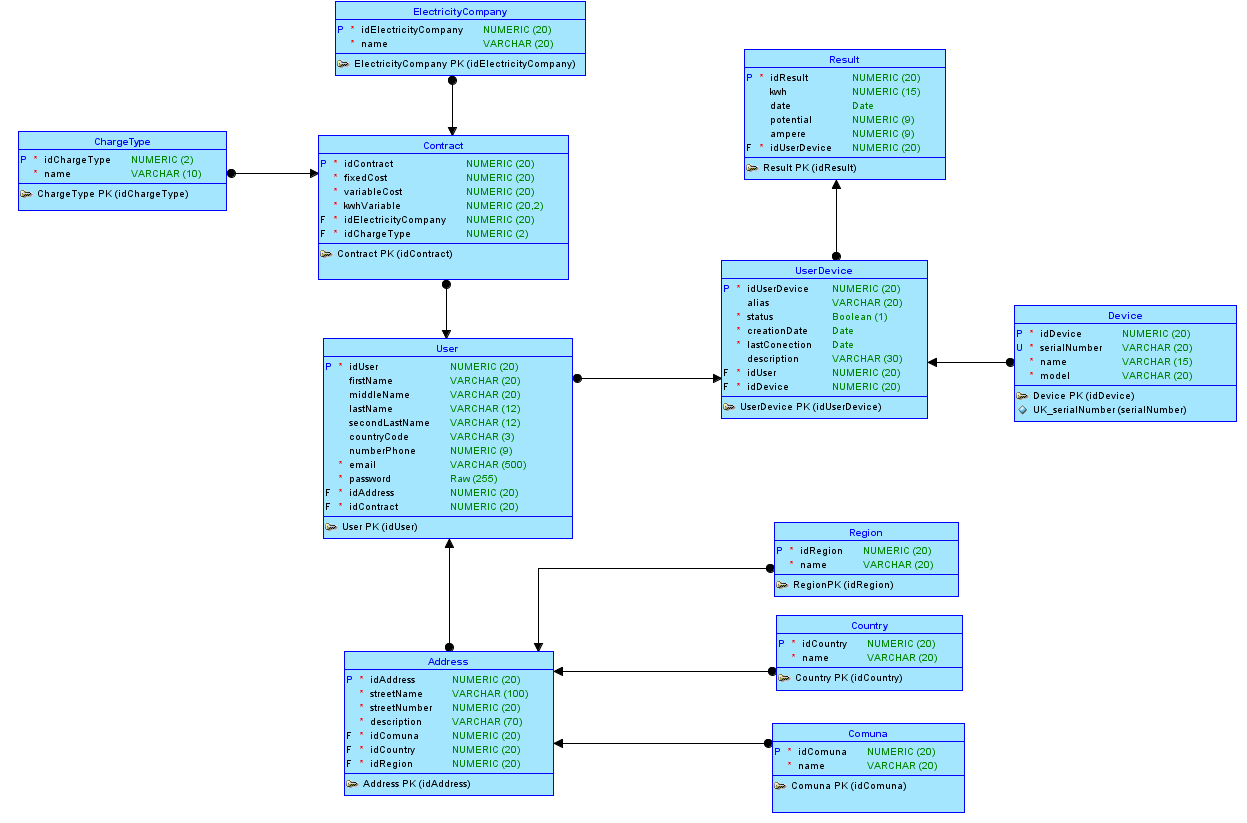 ElectricityCompany
P * idElectricityCompany NUMERIC (20)
* name VARCHAR (20)
ElectricityCompany PK (idElectricityCompany)
Result
P * idResult NUMERIC (20)
kwh NUMERIC (15)
date Date
potential NUMERIC (9)
ampere NUMERIC (9)
F * idUserDevice NUMERIC (20)
Result PK (idResult)
ChargeType
P * idChargeType NUMERIC (2)
* name VARCHAR (10)
ChargeType PK (idChargeType)
Contract
P * idContract NUMERIC (20)
* fixedCost NUMERIC (20)
* variableCost NUMERIC (20)
* kwhVariable NUMERIC (20,2)
F * idElectricityCompany NUMERIC (20)
F * idChargeType NUMERIC (2)
Contract PK (idContract)
UserDevice
P * idUserDevice NUMERIC (20)
alias VARCHAR (20)
* status Boolean (1)
* creationDate Date
* lastConection Date
description VARCHAR (30)
F * idUser NUMERIC (20)
F * idDevice NUMERIC (20)
UserDevice PK (idUserDevice)
Device
P * idDevice NUMERIC (20)
U * serialNumber VARCHAR (20)
* name VARCHAR (15)
* model VARCHAR (20)
Device PK (idDevice)
UK_serialNumber (serialNumber)
User
P * idUser NUMERIC (20)
firstName VARCHAR (20)
middleName VARCHAR (20)
lastName VARCHAR (12)
secondLastName VARCHAR (12)
countryCode VARCHAR (3)
numberPhone NUMERIC (9)
* email VARCHAR (500)
* password Raw (255)
F * idAddress NUMERIC (20)
F * idContract NUMERIC (20)
User PK (idUser)
Region
P * idRegion NUMERIC (20)
* name VARCHAR (20)
RegionPK (idRegion)
Country
P * idCountry NUMERIC (20)
* name VARCHAR (20)
Country PK (idCountry)
Address
P * idAddress NUMERIC (20)
* streetName VARCHAR (100)
* streetNumber NUMERIC (20)
* description VARCHAR (70)
F * idComuna NUMERIC (20)
F * idCountry NUMERIC (20)
F * idRegion NUMERIC (20)
Address PK (idAddress)
Comuna
P * idComuna NUMERIC (20)
* name VARCHAR (20)
Comuna PK (idComuna)